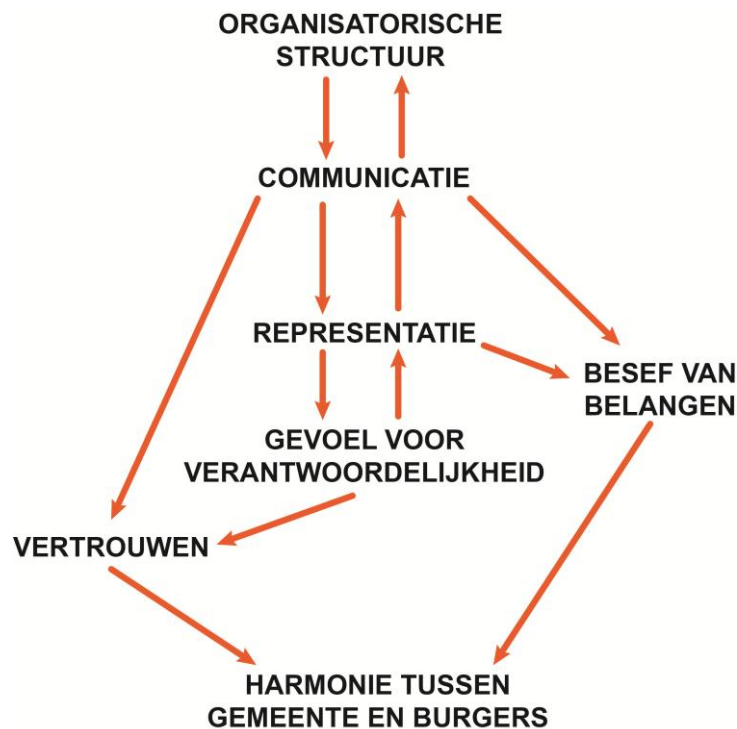 ORGANISATORISCHE
STRUCTUUR
COMMUNICATIE
REPRESENTATIE
BESEF VAN
BELANGEN
GEVOEL VOOR
VERANTWOORDELIJKHEID
VERTROUWEN
HARMONIE TUSSEN
GEMEENTE EN BURGERS